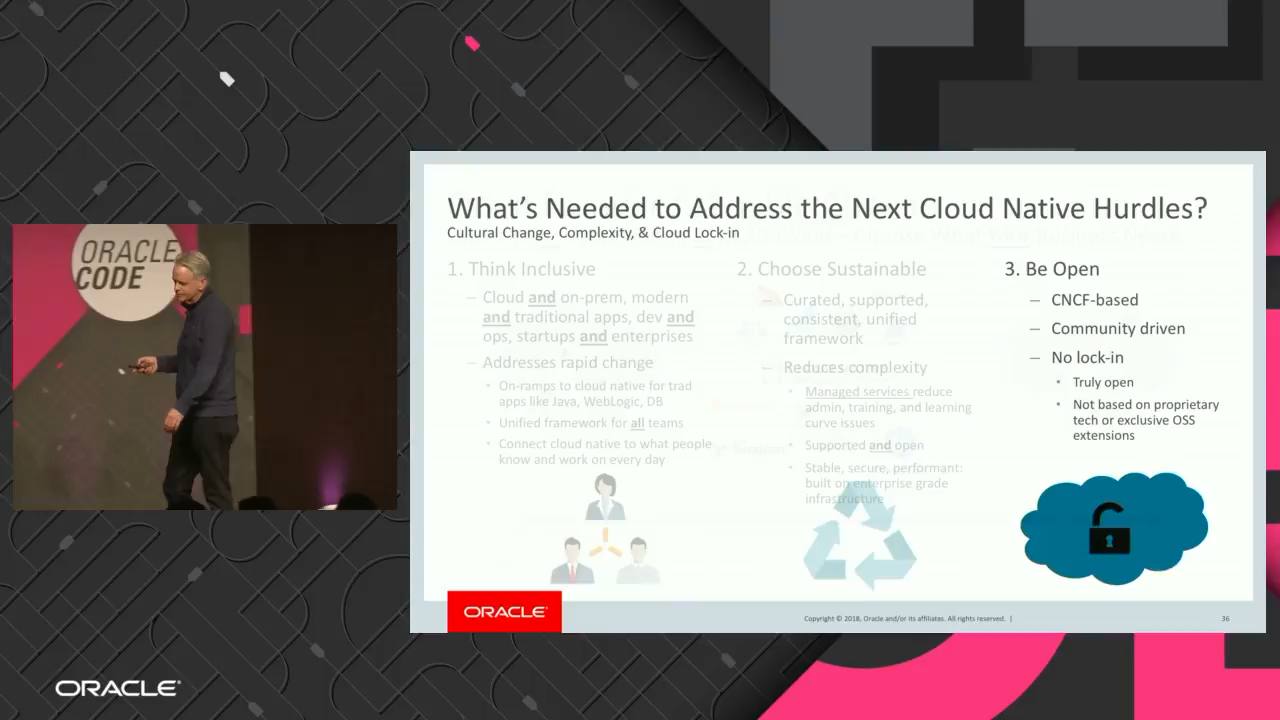 ORACLE
CODE
What's Needed to Address the Next Cloud Native Hurdles?
Cultural Change, Complexity, & Cloud Lock-in
1. Think Inclusive
– Cloud and on-prem, modern
and traditional apps, dev and
ops, startups and enterprises
– Addresses rapid change
• On-ramps to cloud native for trad
apps like Java, WebLogic, DB
• Unified framework for all teams
• Connect cloud native to what people
know and work on every day
2. Choose Sustainable
– Curated, supported,
consistent, unified
framework
– Reduces complexity
• Managed services reduce
admin, training, and learning
curve issues
• Supported and open
• Stable, secure, performant:
built on enterprise grade
infrastructure
3. Be Open
– CNCF-based
– Community driven
– No lock-in
• Truly open
• Not based on proprietary
tech or exclusive OSS
extensions
ORACLE®
Copyright © 2018, Oracle and/or its affiliates. All rights reserved. |
36
ORACLE®